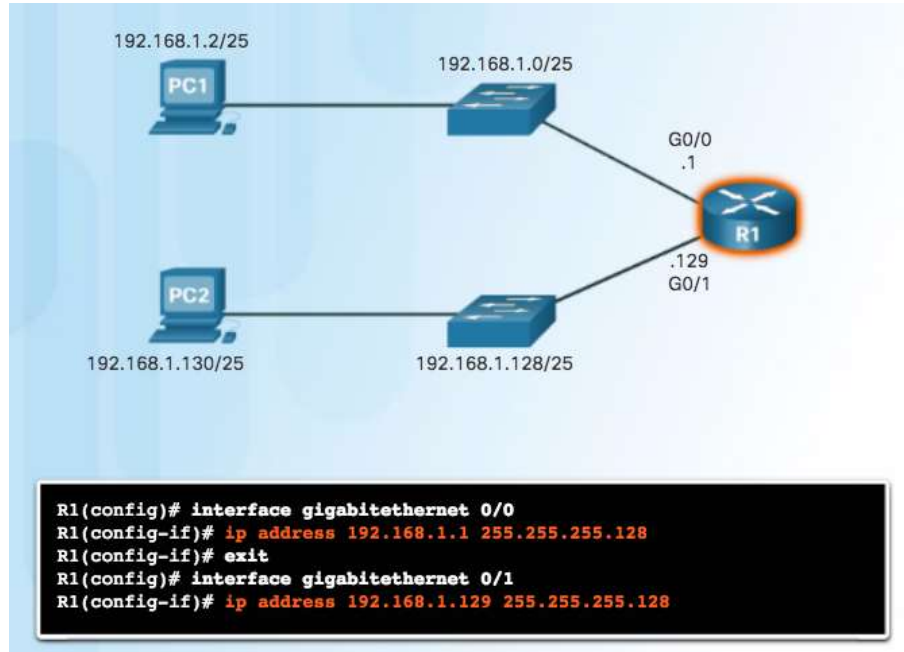 192.168.1.2/25
PC1
192.168.1.0/25
G0/0
.1
R1
.129
G0/1
PC2
192.168.1.130/25
192.168.1.128/25
R1(config)# interface gigabitethernet 0/0
R1(config-if)# ip address 192.168.1.1 255.255.255.128
R1(config-if)# exit
R1(config)# interface gigabitethernet 0/1
R1(config-if)# ip address 192.168.1.129 255.255.255.128